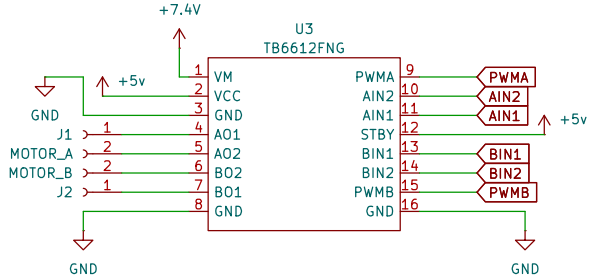 +7.4V
U3
TB6612FNG
1 VM PWMA 9 PWMA
+5v 2 VCC AIN2 10 AIN2
GND 3 GND AIN1 11 AIN1
J1 1 4 AO1 STBY 12 +5v
MOTOR_A 2 5 AO2 BIN1 13 BIN1
MOTOR_B 2 6 BO2 BIN2 14 BIN2
J2 1 7 BO1 PWMB 15 PWMB
8 GND GND 16
GND GND